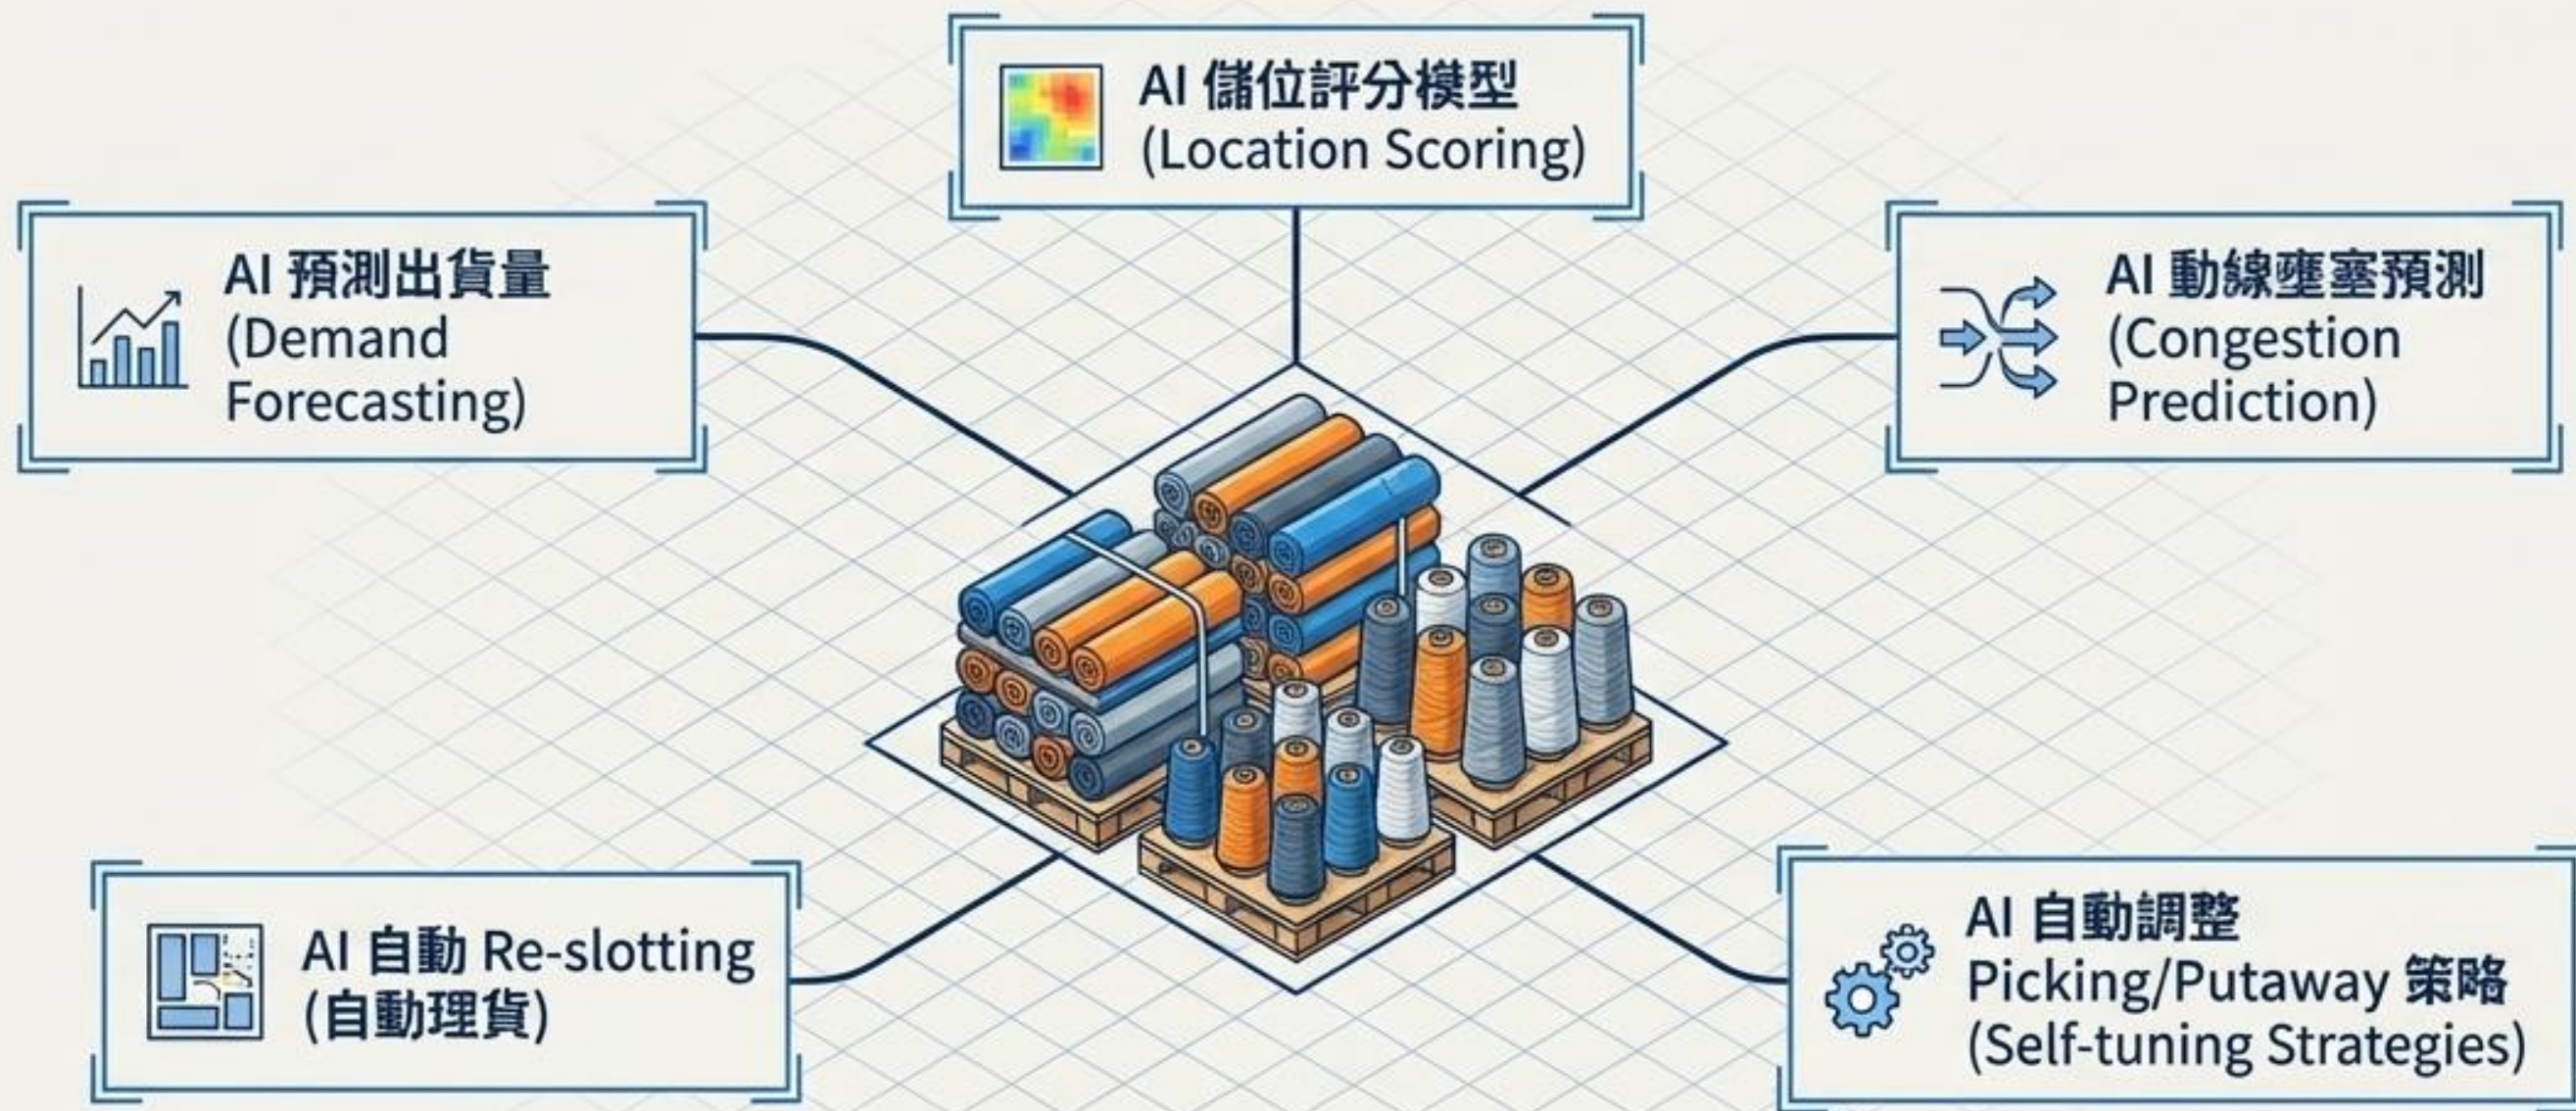 AI 儲位評分模型
(Location Scoring)
AI 預測出貨量
(Demand
Forecasting)
AI 動線壅塞預測
(Congestion
Prediction)
AI 自動 Re-slotting
(自動理貨)
AI 自動調整
Picking/Putaway 策略
(Self-tuning Strategies)